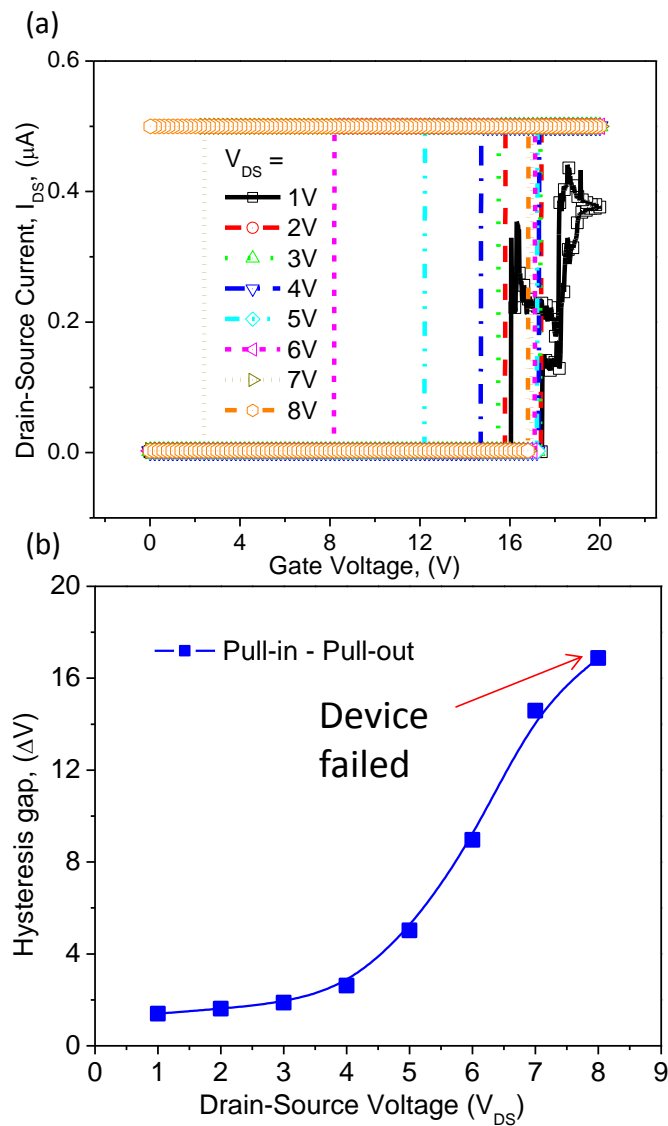 (a)
0.6
0.4
0.2
0.0
Drain-Source Current, I_DS, (μA)
V_DS =
1V
2V
3V
4V
5V
6V
7V
8V
0 4 8 12 16 20
Gate Voltage, (V)
(b)
20
16
12
8
4
0
Hysteresis gap, (ΔV)
Pull-in - Pull-out
Device
failed
0 1 2 3 4 5 6 7 8 9
Drain-Source Voltage (V_DS)